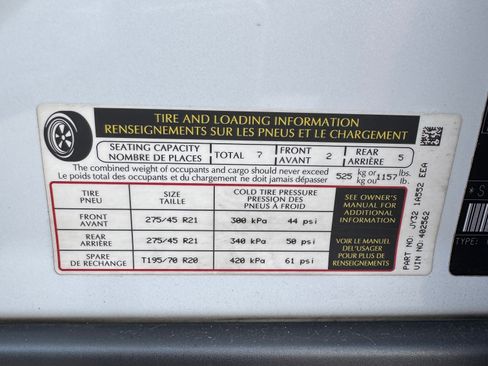 TIRE AND LOADING INFORMATION
RENSEIGNEMENTS SUR LES PNEUS ET LE CHARGEMENT
SEATING CAPACITY
NOMBRE DE PLACES
TOTAL 7
FRONT
AVANT 2
REAR
ARRIÈRE 5
The combined weight of occupants and cargo should never exceed
Le poids total des occupants et du chargement ne doit jamais dépasser
525 kg or 1157 lbs.
kg ou lb.
TIRE
PNEU
SIZE
TAILLE
COLD TIRE PRESSURE
PRESSION DES
PNEUS À FROID
FRONT
AVANT
275/45 R21
300 kPa 44 psi
REAR
ARRIÈRE
275/45 R21
340 kPa 50 psi
SPARE
DE RECHANGE
T195/70 R20
420 kPa 61 psi
SEE OWNER'S
MANUAL FOR
ADDITIONAL
INFORMATION
VOIR LE MANUEL
DEL'USAGER
POUR PLUS DE
RENSEIGNEMENTS
PART NO: JY32 1A552 EEA
VIN NO:402562
*S
TYPE: